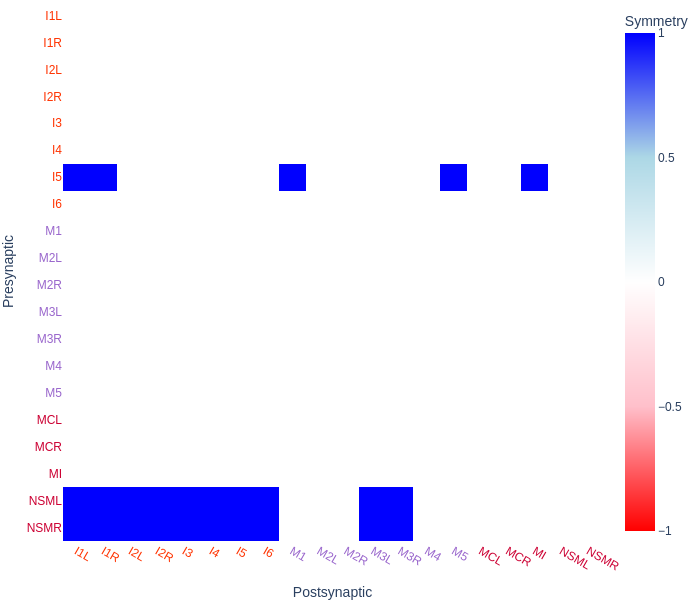 Symmetry
1
0.5
0
−0.5
−1
Presynaptic
I1L
I1R
I2L
I2R
I3
I4
I5
I6
M1
M2L
M2R
M3L
M3R
M4
M5
MCL
MCR
MI
NSML
NSMR
I1L I1R I2L I2R I3 I4 I5 I6 M1 M2L M2R M3L M3R M4 M5 MCL MCR MI NSML NSMR
Postsynaptic